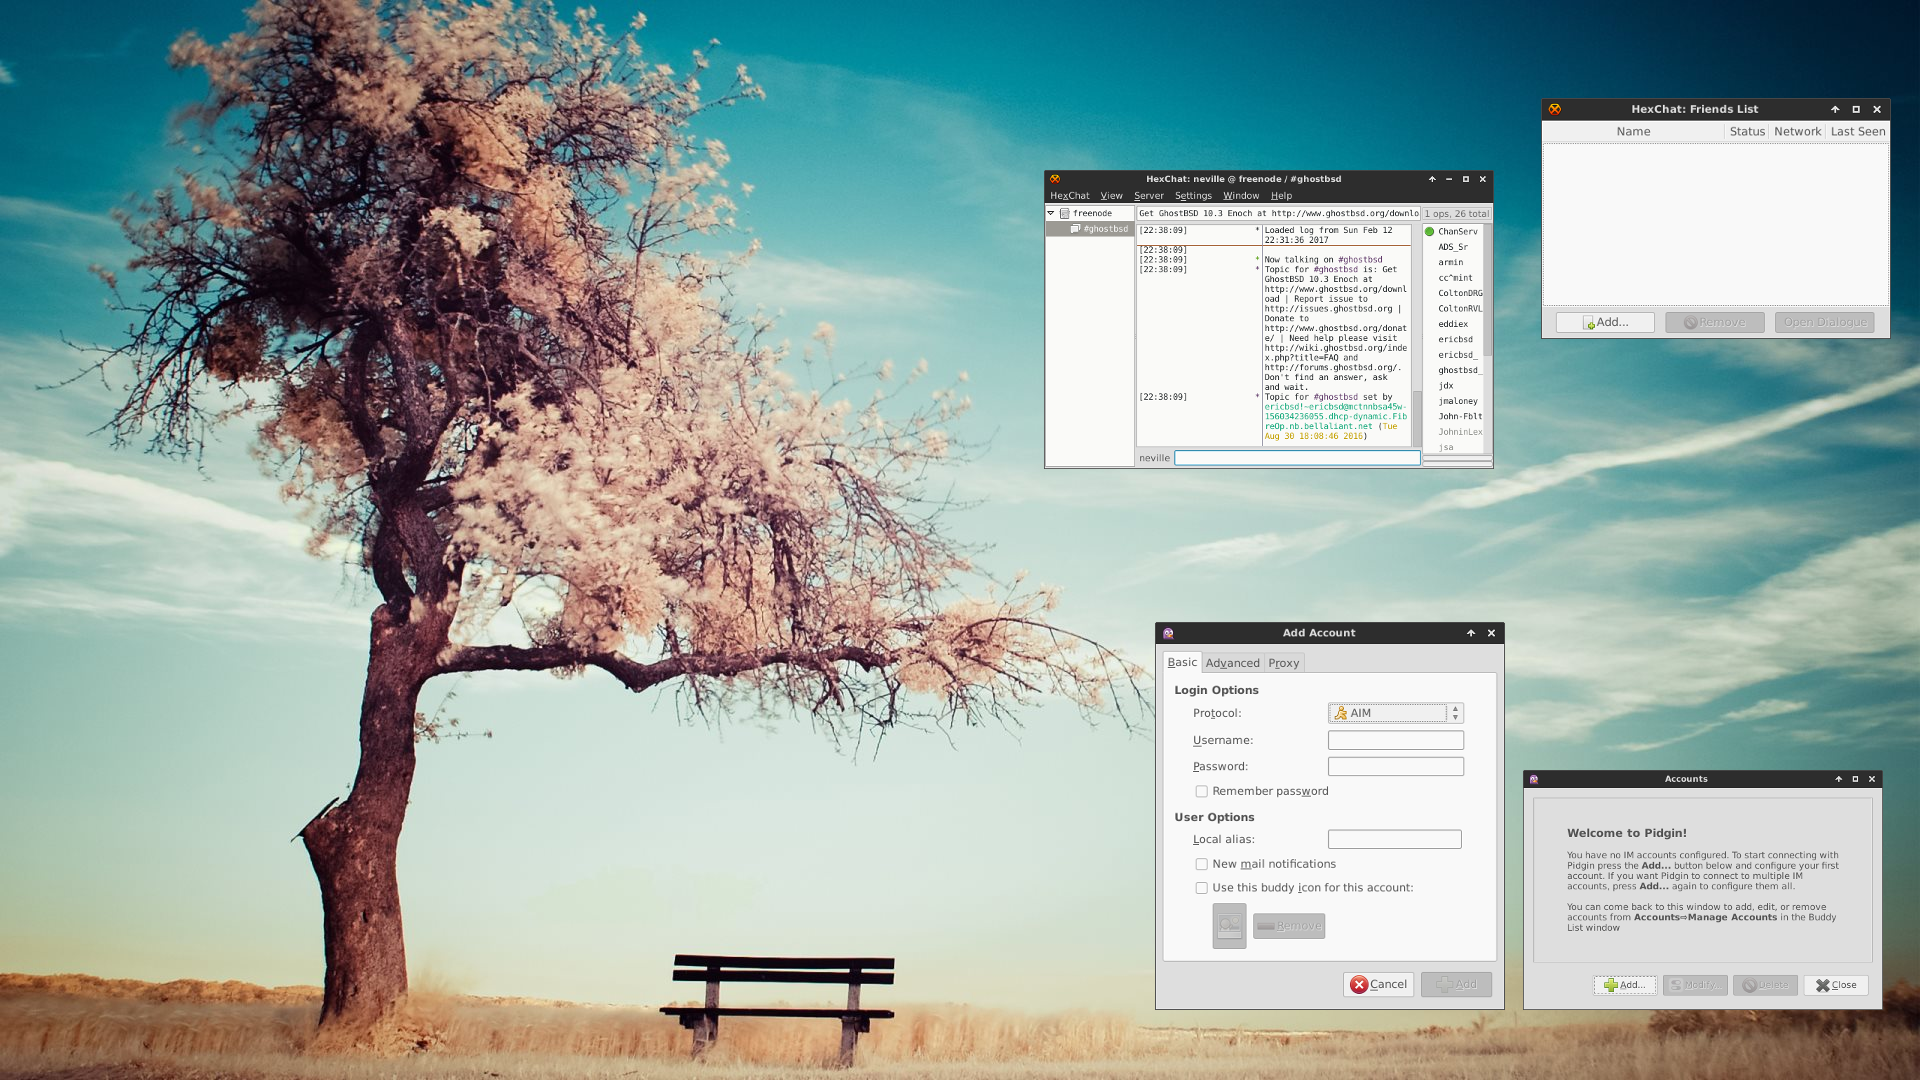 HexChat: Friends List
Name Status Network Last Seen
Add... Remove Open Dialogue
HexChat: neville @ freenode / #ghostbsd
HexChat View Server Settings Window Help
freenode
#ghostbsd
Get GhostBSD 10.3 Enoch at http://www.ghostbsd.org/downlo
1 ops, 26 total
[22:38:09] * Loaded log from Sun Feb 12
22:31:36 2017
[22:38:09]
[22:38:09] * Now talking on #ghostbsd
[22:38:09] * Topic for #ghostbsd is: Get
GhostBSD 10.3 Enoch at
http://www.ghostbsd.org/downl
oad | Report issue to
http://issues.ghostbsd.org |
Donate to
http://www.ghostbsd.org/donat
e/ | Need help please visit
http://wiki.ghostbsd.org/inde
x.php?title=FAQ and
http://forums.ghostbsd.org/.
Don't find an answer, ask
and wait.
[22:38:09] * Topic for #ghostbsd set by
ericbsd!~ericbsd@mctnnbsa45w-
156034236055.dhcp-dynamic.Fib
reOp.nb.bellaliant.net (Tue
Aug 30 18:08:46 2016)
neville
ChanServ
ADS_Sr
armin
cc^mint
ColtonDRG
ColtonRVL
eddiex
ericbsd
ericbsd_
ghostbsd_
jdx
jmaloney
John-Fblt
JohninLex
jsa
Add Account
Basic Advanced Proxy
Login Options
Protocol: AIM
Username:
Password:
Remember password
User Options
Local alias:
New mail notifications
Use this buddy icon for this account:
Remove
Cancel Add
Accounts
Welcome to Pidgin!
You have no IM accounts configured. To start connecting with
Pidgin press the Add... button below and configure your first
account. If you want Pidgin to connect to multiple IM
accounts, press Add... again to configure them all.
You can come back to this window to add, edit, or remove
accounts from Accounts⇨Manage Accounts in the Buddy
List window
Add... Modify... Delete Close